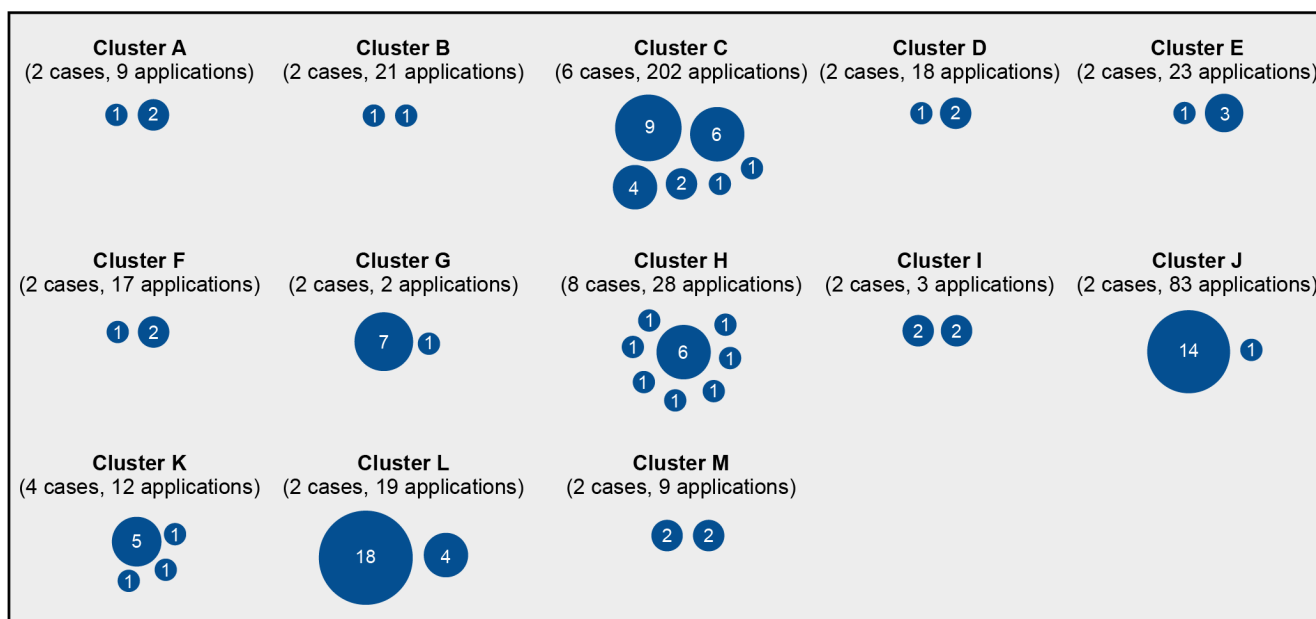 Cluster A
(2 cases, 9 applications)
1 2
Cluster B
(2 cases, 21 applications)
1 1
Cluster C
(6 cases, 202 applications)
9 6
4 2 1 1
Cluster D
(2 cases, 18 applications)
1 2
Cluster E
(2 cases, 23 applications)
1 3
Cluster F
(2 cases, 17 applications)
1 2
Cluster G
(2 cases, 2 applications)
7 1
Cluster H
(8 cases, 28 applications)
1 1
1 6 1
1 1 1
Cluster I
(2 cases, 3 applications)
2 2
Cluster J
(2 cases, 83 applications)
14 1
Cluster K
(4 cases, 12 applications)
5 1
1 1
Cluster L
(2 cases, 19 applications)
18 4
Cluster M
(2 cases, 9 applications)
2 2